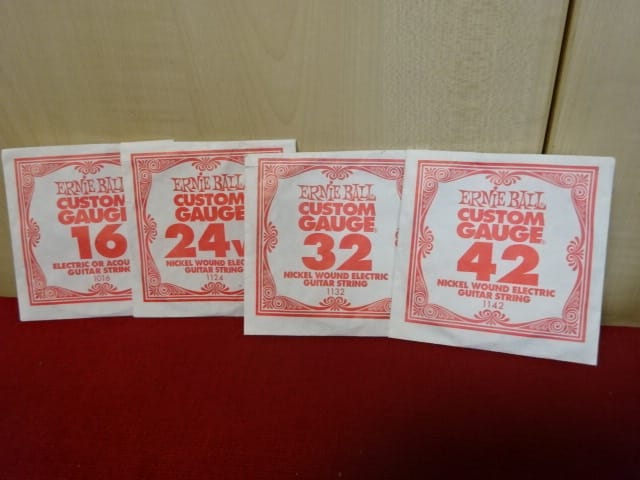 ERNIE BALL
CUSTOM
GAUGE
16
ELECTRIC OR ACOU
GUITAR STRING
1016
ERNIE BALL
CUSTOM
GAUGE
24w
NICKEL WOUND ELEC
GUITAR STRING
1124
ERNIE BALL
CUSTOM
GAUGE
32
NICKEL WOUND ELECTRIC
GUITAR STRING
1132
ERNIE BALL
CUSTOM
GAUGE®
42
NICKEL WOUND ELECTRIC
GUITAR STRING
1142